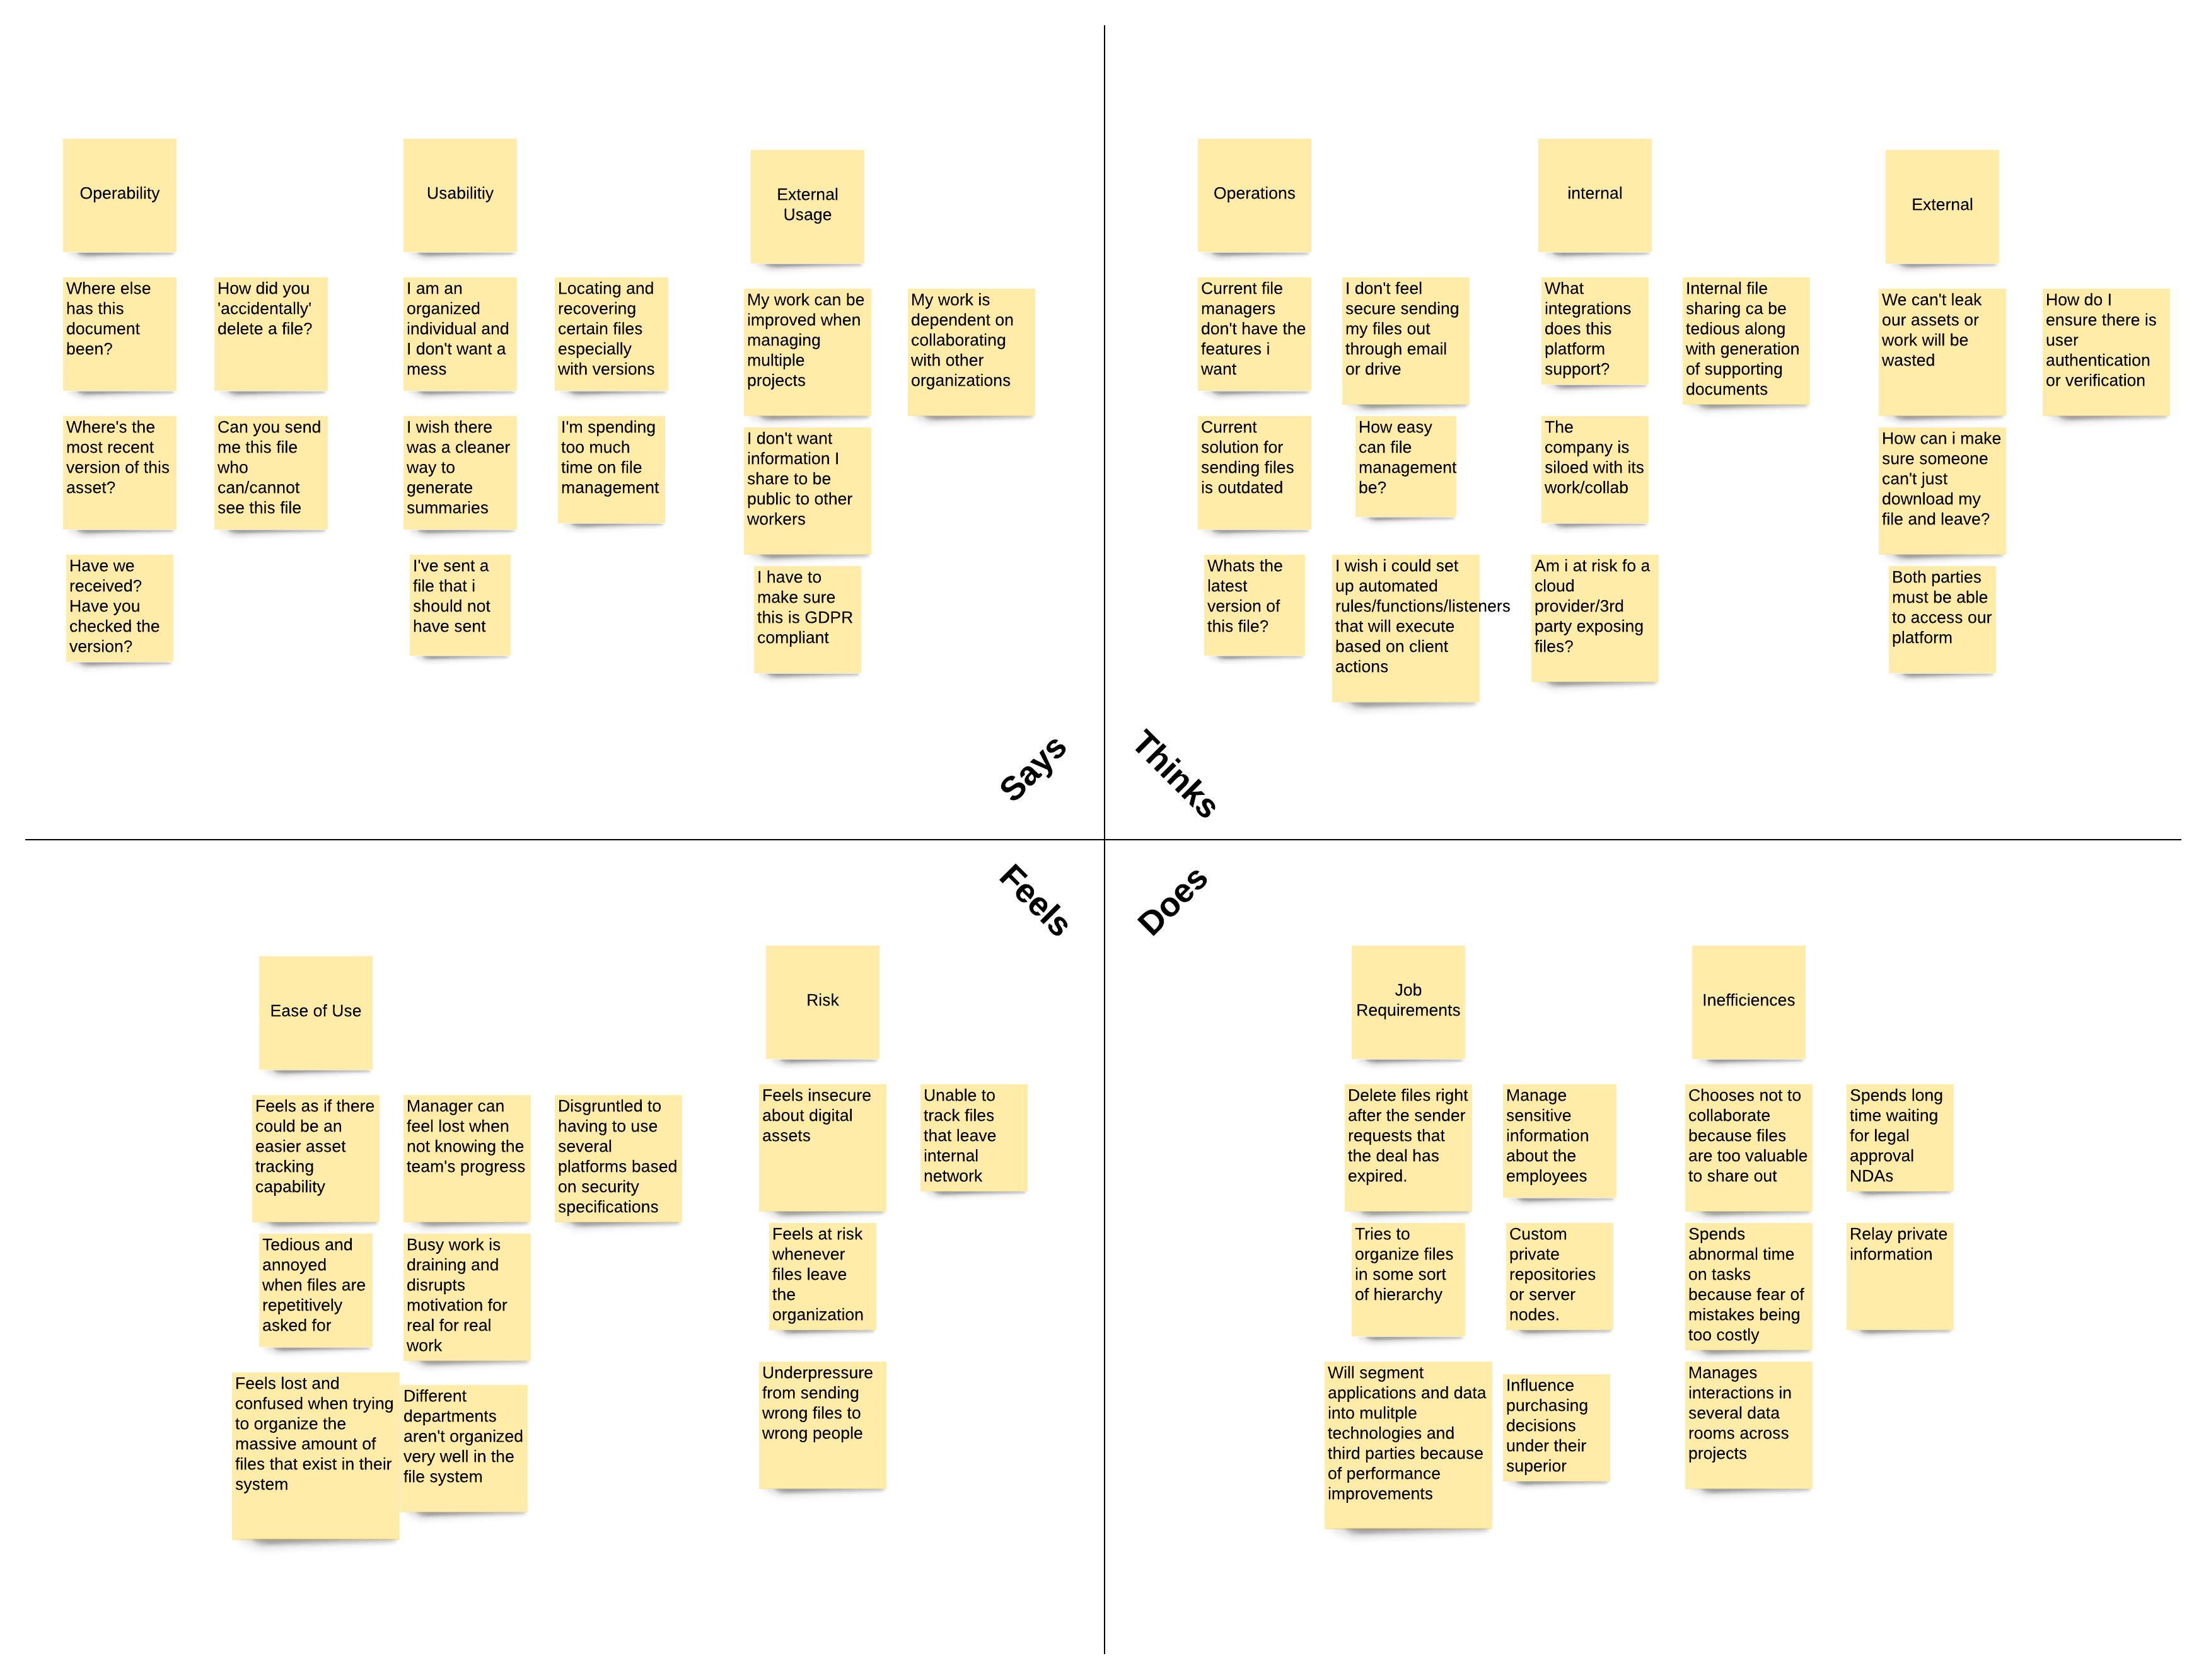 Operability
Where else
has this
document
been?
How did you
'accidentally'
delete a file?
Where's the
most recent
version of this
asset?
Can you send
me this file
who
can/cannot
see this file
Have we
received?
Have you
checked the
version?
Usabilitiy
I am an
organized
individual and
I don't want a
mess
Locating and
recovering
certain files
especially
with versions
I wish there
was a cleaner
way to
generate
summaries
I'm spending
too much
time on file
management
I've sent a
file that i
should not
have sent
External
Usage
My work can be
improved when
managing
multiple
projects
My work is
dependent on
collaborating
with other
organizations
I don't want
information I
share to be
public to other
workers
I have to
make sure
this is GDPR
compliant
Says
Operations
Current file
managers
don't have the
features i
want
I don't feel
secure sending
my files out
through email
or drive
Current
solution for
sending files
is outdated
How easy
can file
management
be?
Whats the
latest
version of
this file?
I wish i could set
up automated
rules/functions/listeners
that will execute
based on client
actions
internal
What
integrations
does this
platform
support?
Internal file
sharing ca be
tedious along
with generation
of supporting
documents
The
company is
siloed with its
work/collab
Am i at risk fo a
cloud
provider/3rd
party exposing
files?
External
We can't leak
our assets or
work will be
wasted
How do I
ensure there is
user
authentication
or verification
How can i make
sure someone
can't just
download my
file and leave?
Both parties
must be able
to access our
platform
Thinks
Feels
Ease of Use
Feels as if there
could be an
easier asset
tracking
capability
Manager can
feel lost when
not knowing the
team's progress
Disgruntled to
having to use
several
platforms based
on security
specifications
Tedious and
annoyed
when files are
repetitively
asked for
Busy work is
draining and
disrupts
motivation for
real for real
work
Feels lost and
confused when trying
to organize the
massive amount of
files that exist in their
system
Different
departments
aren't organized
very well in the
file system
Risk
Feels insecure
about digital
assets
Unable to
track files
that leave
internal
network
Feels at risk
whenever
files leave
the
organization
Underpressure
from sending
wrong files to
wrong people
Does
Job
Requirements
Delete files right
after the sender
requests that
the deal has
expired.
Manage
sensitive
information
about the
employees
Tries to
organize files
in some sort
of hierarchy
Custom
private
repositories
or server
nodes.
Will segment
applications and data
into mulitple
technologies and
third parties because
of performance
improvements
Influence
purchasing
decisions
under their
superior
Inefficiences
Chooses not to
collaborate
because files
are too valuable
to share out
Spends long
time waiting
for legal
approval
NDAs
Spends
abnormal time
on tasks
because fear of
mistakes being
too costly
Relay private
information
Manages
interactions in
several data
rooms across
projects